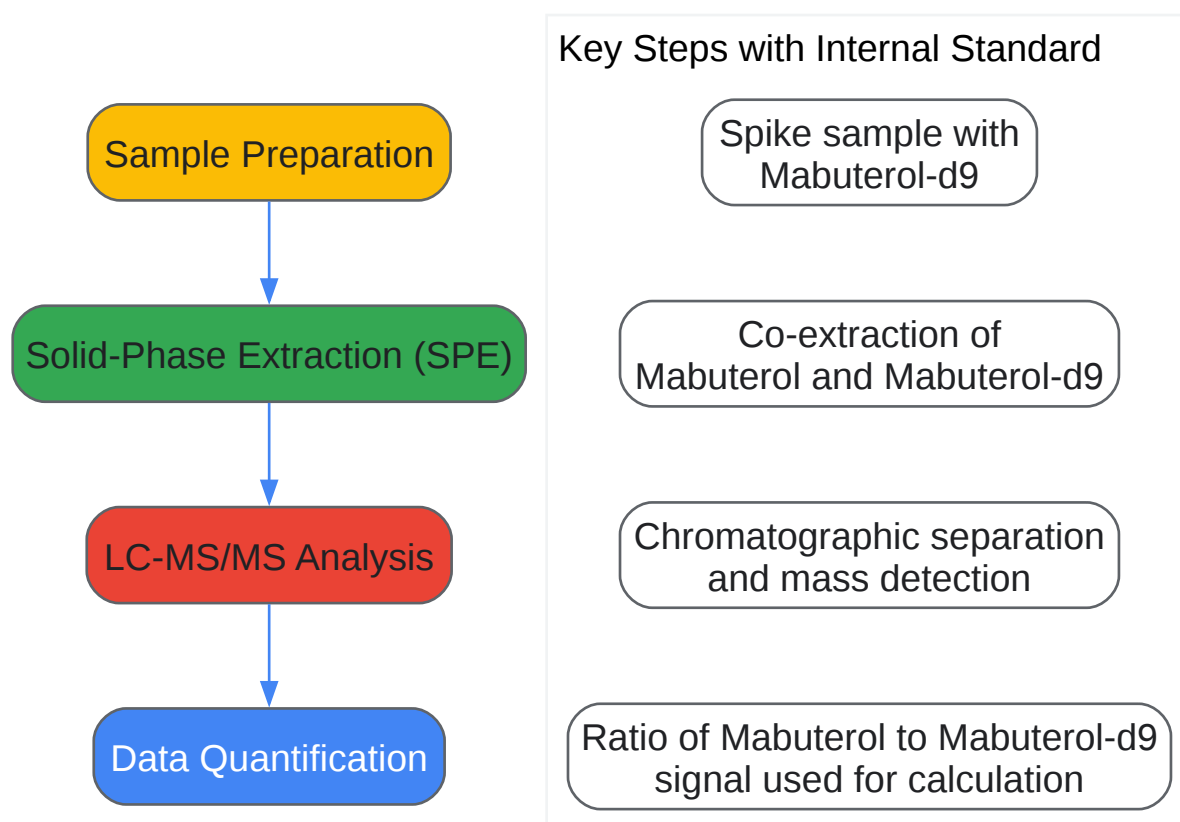 Key Steps with Internal Standard
Sample Preparation
Spike sample with
Mabuterol-d9
Solid-Phase Extraction (SPE)
Co-extraction of
Mabuterol and Mabuterol-d9
LC-MS/MS Analysis
Chromatographic separation
and mass detection
Data Quantification
Ratio of Mabuterol to Mabuterol-d9
signal used for calculation